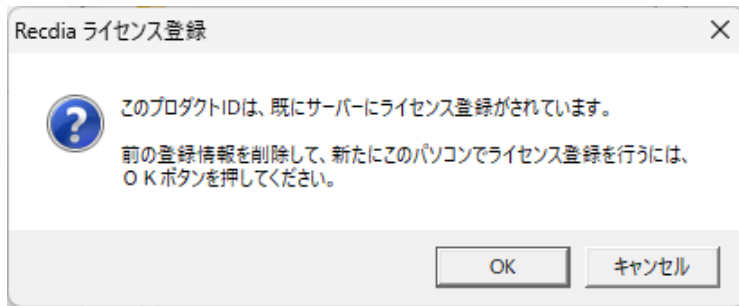 Recdia ライセンス登録
このプロダクトIDは、既にサーバーにライセンス登録がされています。
前の登録情報を削除して、新たにこのパソコンでライセンス登録を行うには、
ＯＫボタンを押してください。
OK
キャンセル